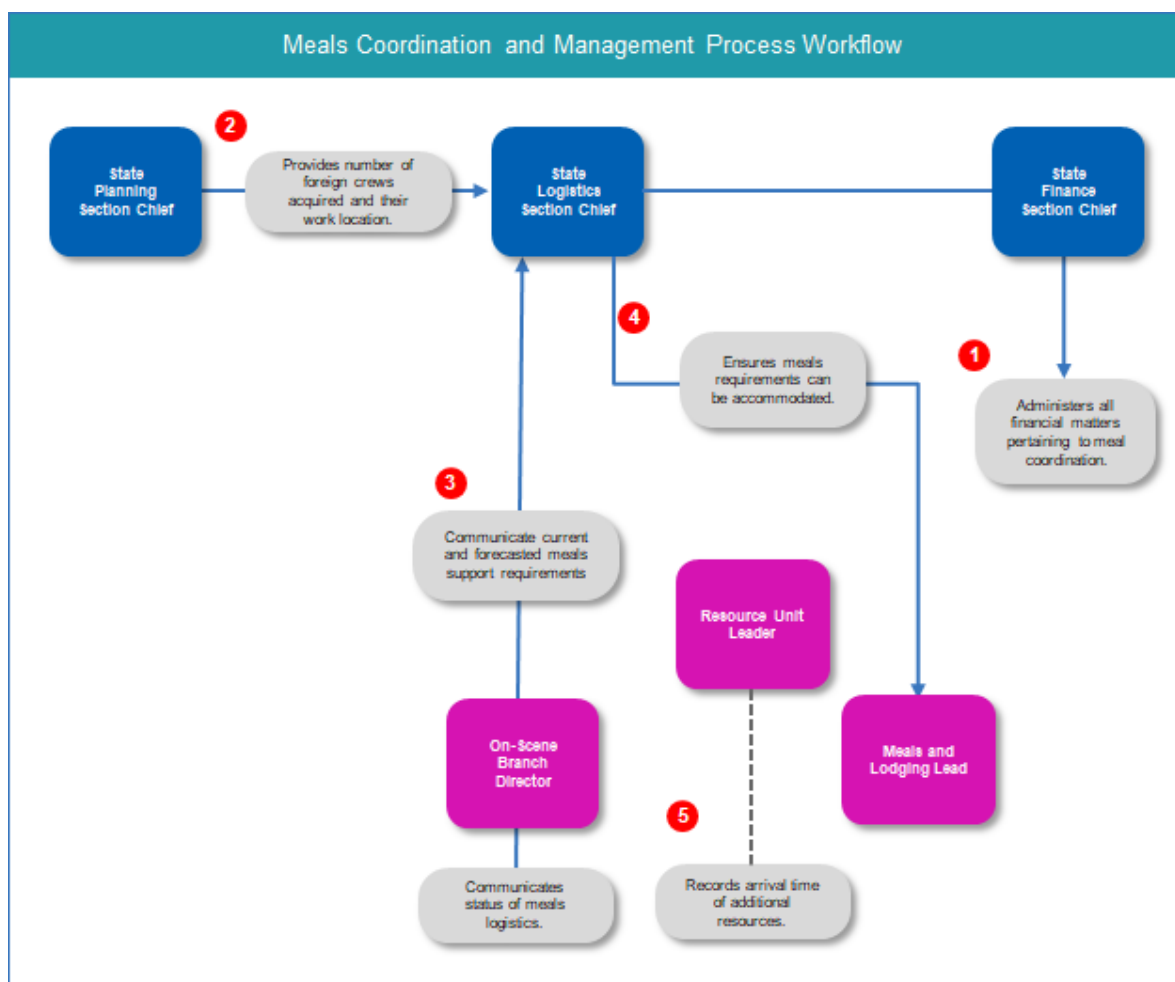 Meals Coordination and Management Process Workflow
2
State
Planning
Section Chief
Provides number of
foreign crews
acquired and their
work location.
State
Logistics
Section Chief
State
Finance
Section Chief
4
Ensures meals
requirements can
be accommodated.
1
Administers all
financial matters
pertaining to meal
coordination.
3
Communicate current
and forecasted meals
support requirements
Resource Unit
Leader
On-Scene
Branch
Director
Meals and
Lodging Lead
5
Communicates
status of meals
logistics.
Records arrival time
of additional
resources.